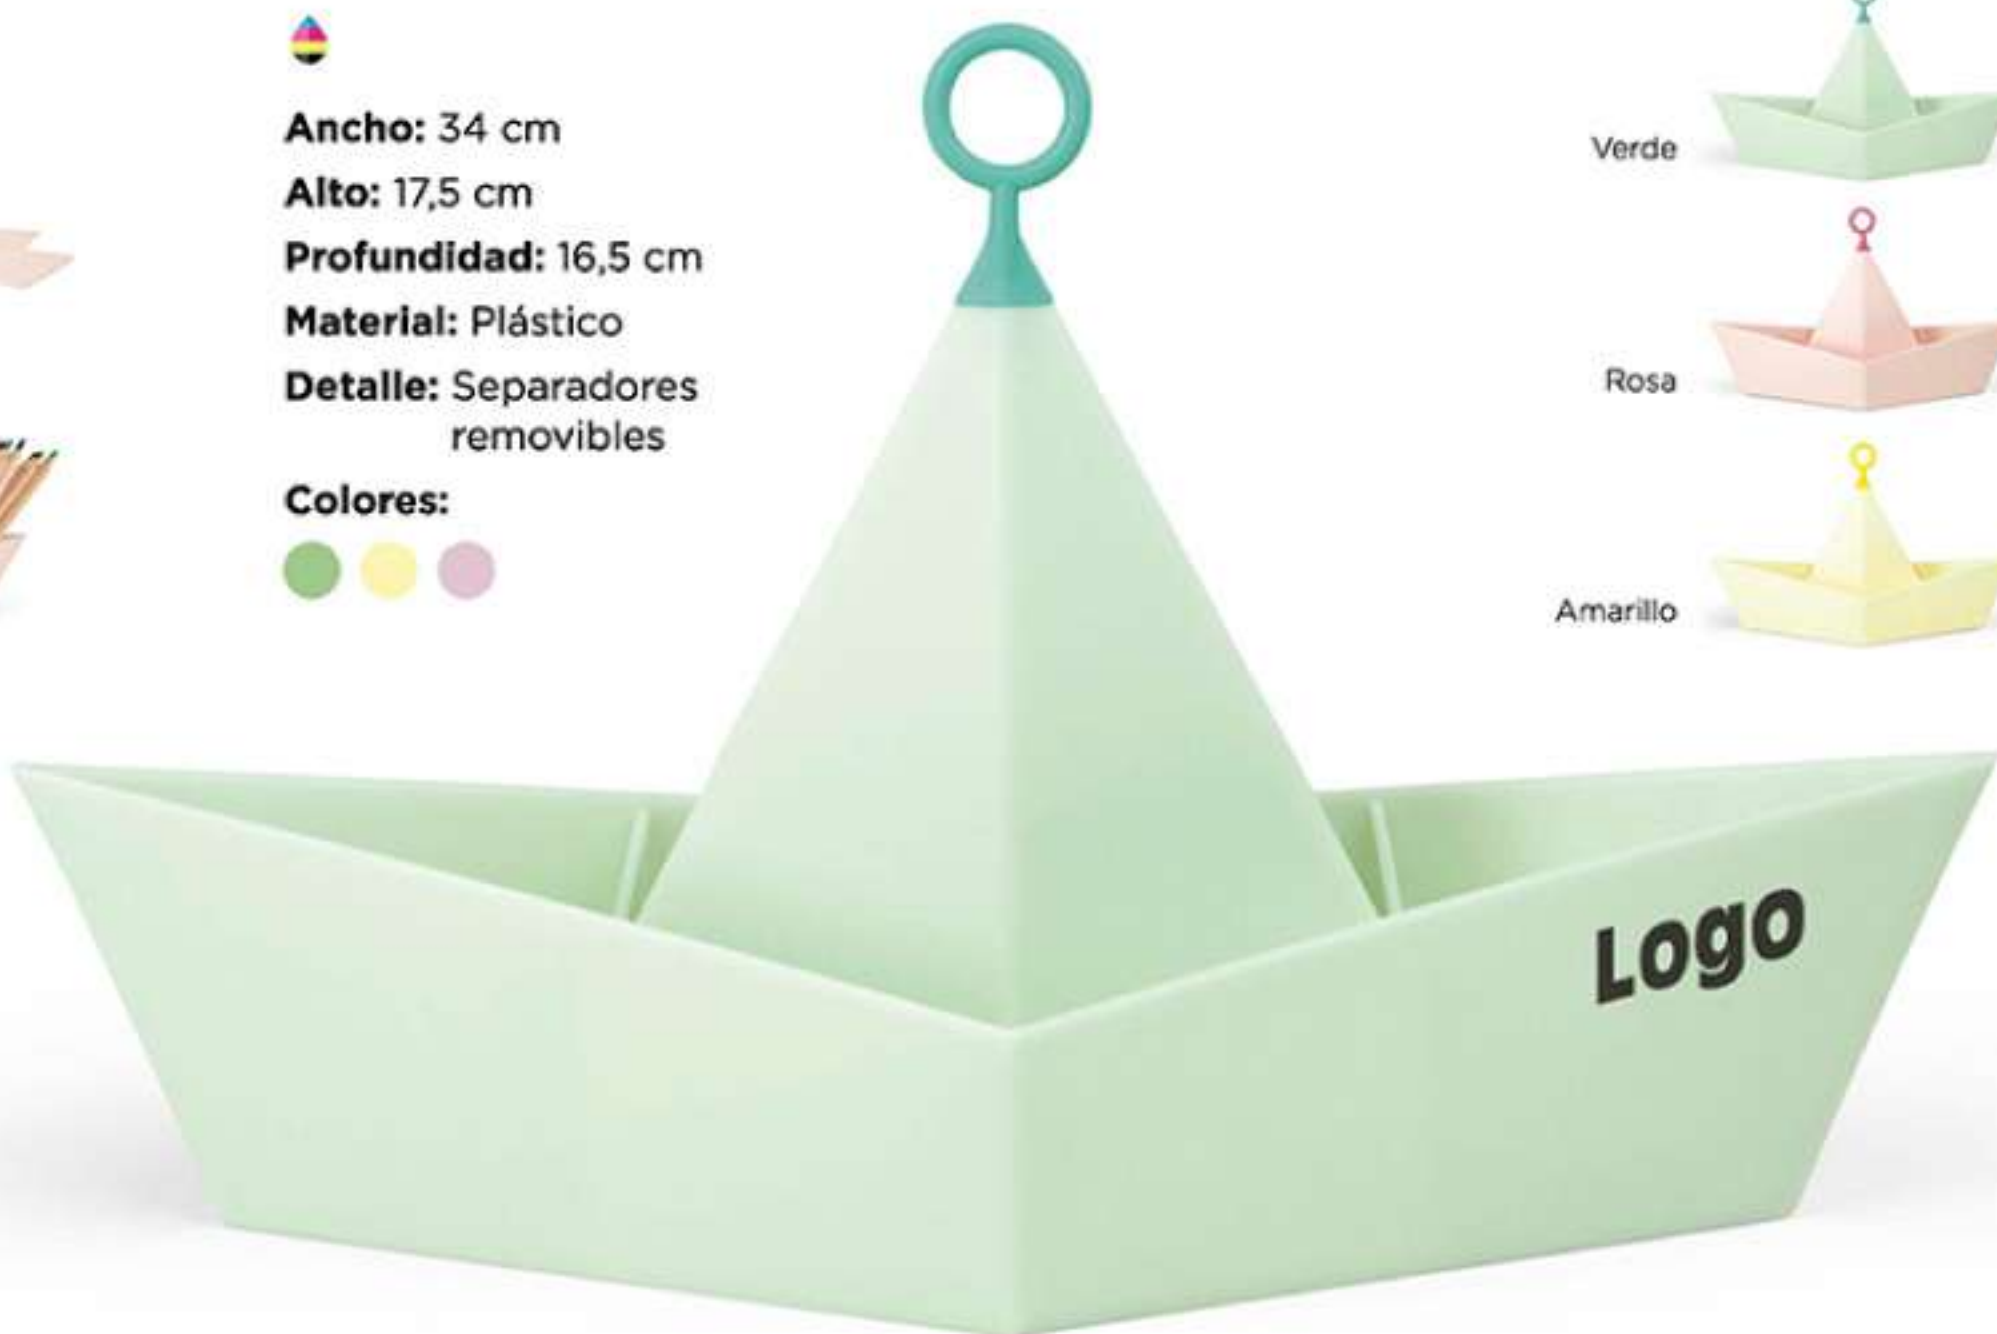 Ancho: 34 cm
Alto: 17,5 cm
Profundidad: 16,5 cm
Material: Plástico
Detalle: Separadores
removibles
Colores:
Verde
Rosa
Amarillo
Logo